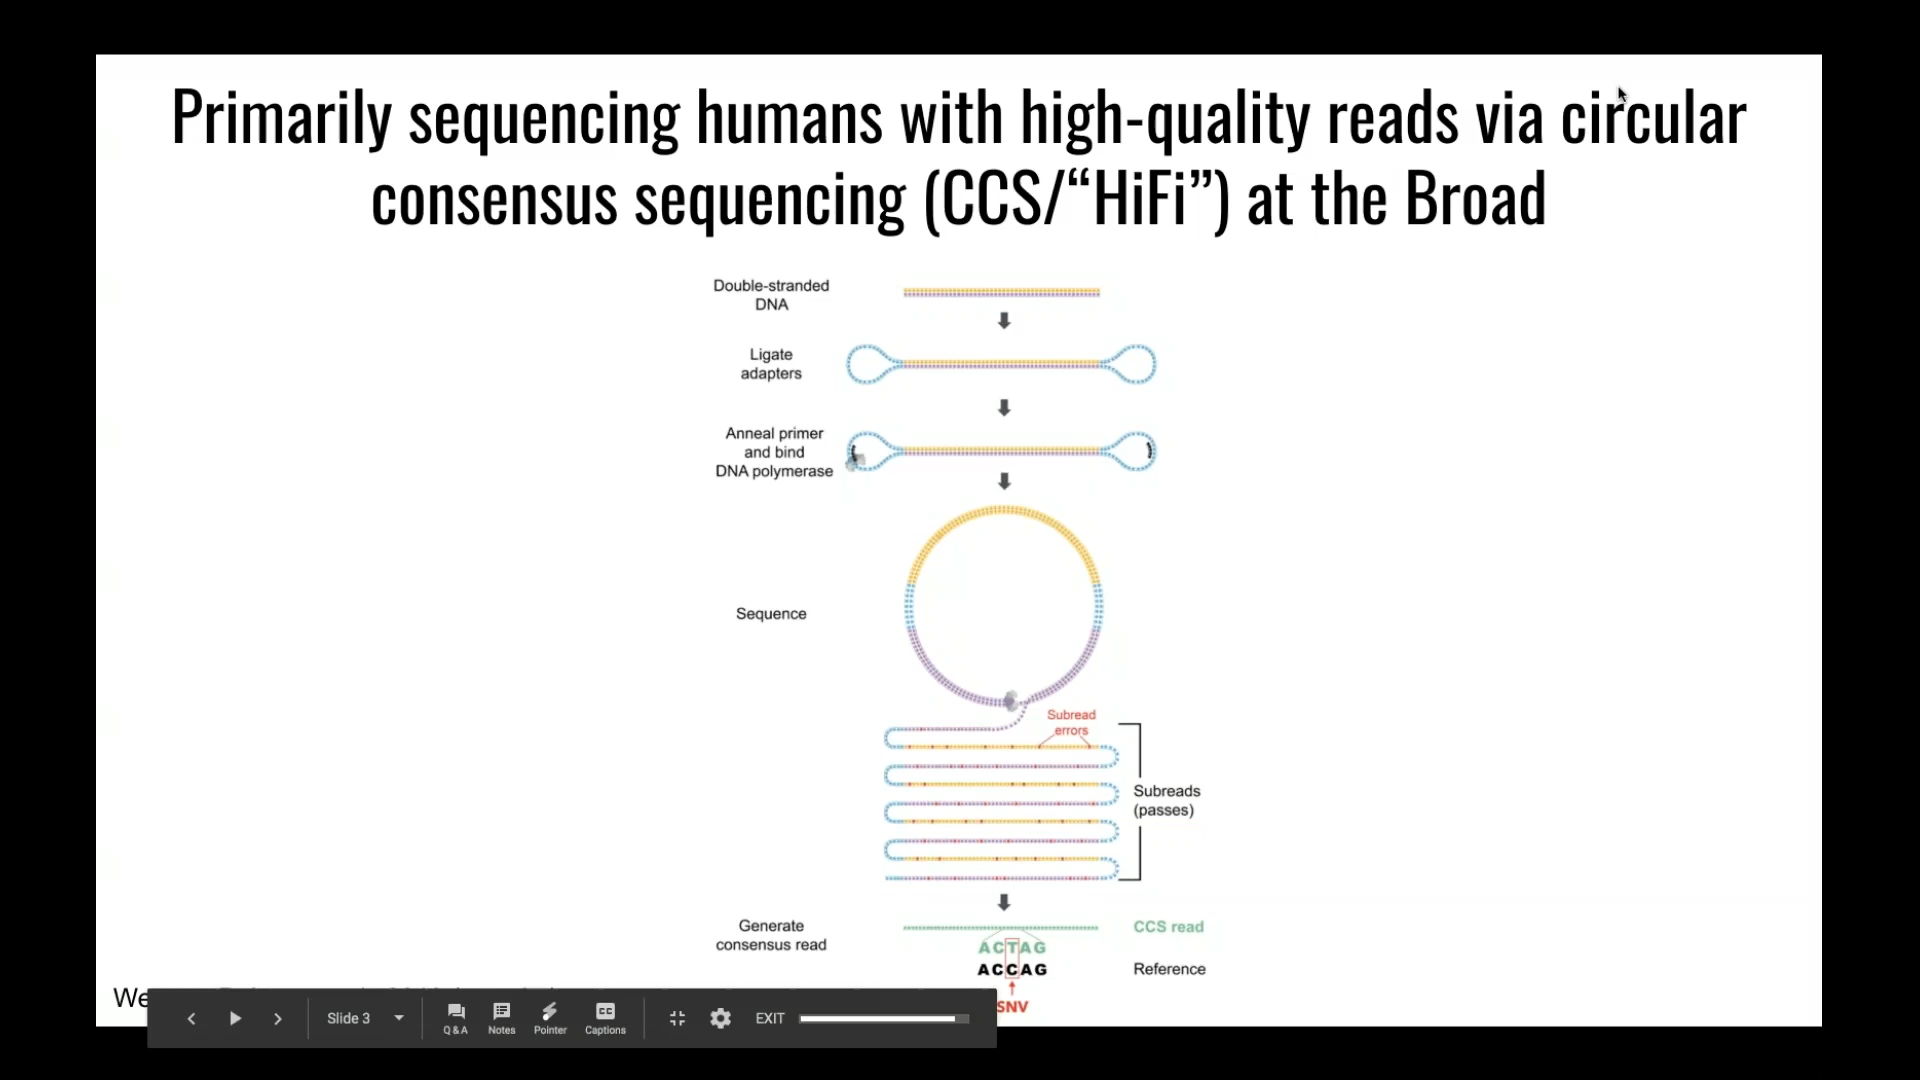 Primarily sequencing humans with high-quality reads via circular
consensus sequencing (CCS/“HiFi”) at the Broad
Double-stranded
DNA
Ligate
adapters
Anneal primer
and bind
DNA polymerase
Sequence
Subread
errors
Subreads
(passes)
Generate
consensus read
CCS read
ACTAG
ACCAG
Reference
SNV
Slide 3
Q & A
Notes
Pointer
CC
Captions
EXIT